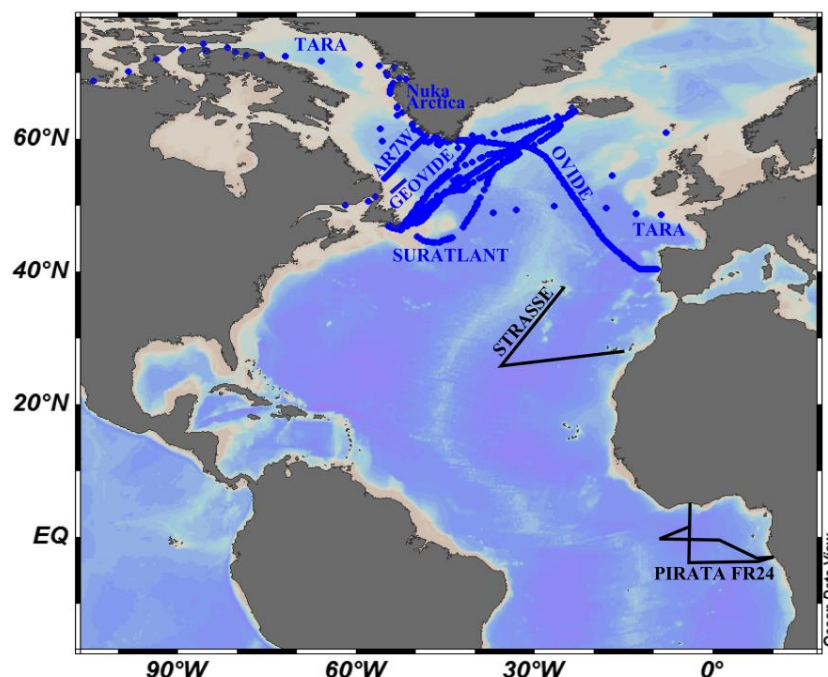 TARA
Nuka
Arctica
60°N
AR7W
GEOVIDE
OVIDE
TARA
SURATLANT
40°N
STRASSE
20°N
EQ
PIRATA FR24
Ocean Data View
90°W
60°W
30°W
0°